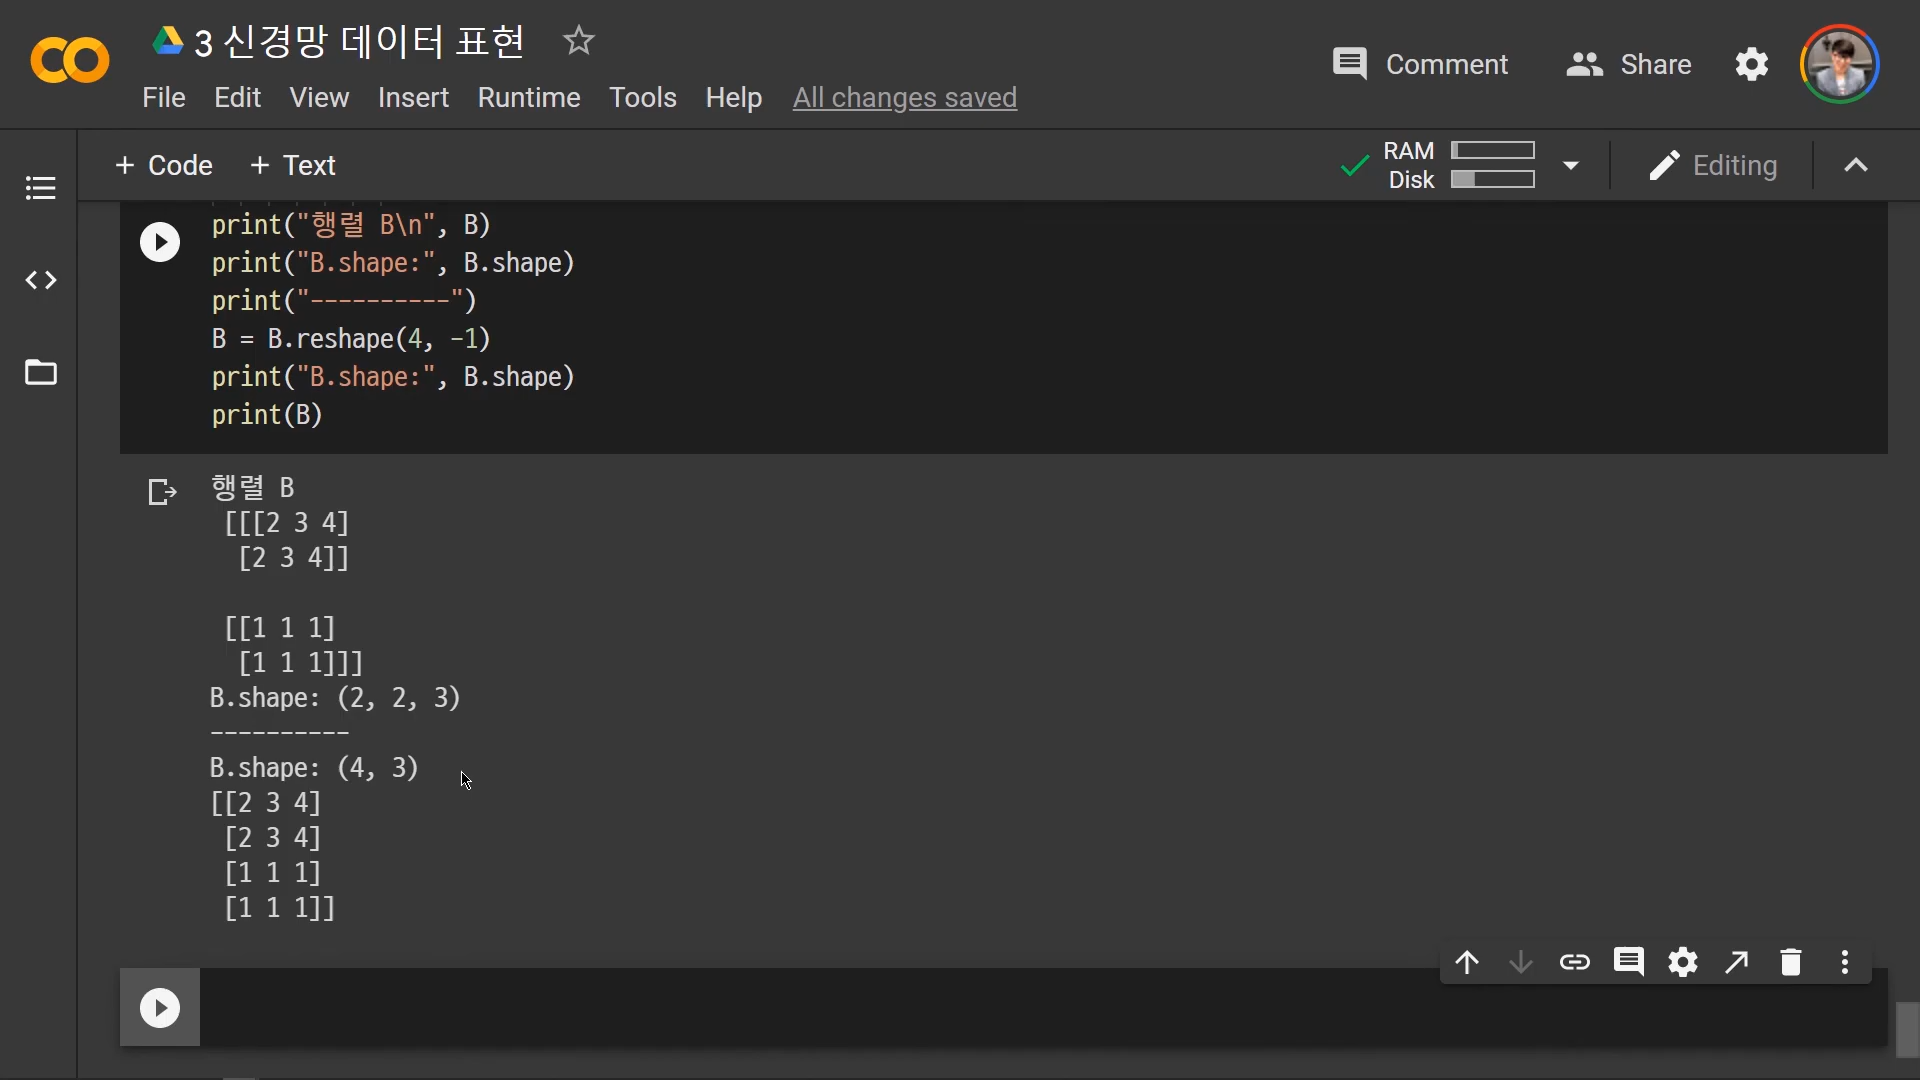 3 신경망 데이터 표현
File Edit View Insert Runtime Tools Help All changes saved
Comment
Share
+ Code + Text
RAM
Disk
Editing
print("행렬 B\n", B)
print("B.shape:", B.shape)
print("----------")
B = B.reshape(4, -1)
print("B.shape:", B.shape)
print(B)
행렬 B
[[[2 3 4]
[2 3 4]]
[[1 1 1]
[1 1 1]]]
B.shape: (2, 2, 3)
----------
B.shape: (4, 3)
[[2 3 4]
[2 3 4]
[1 1 1]
[1 1 1]]